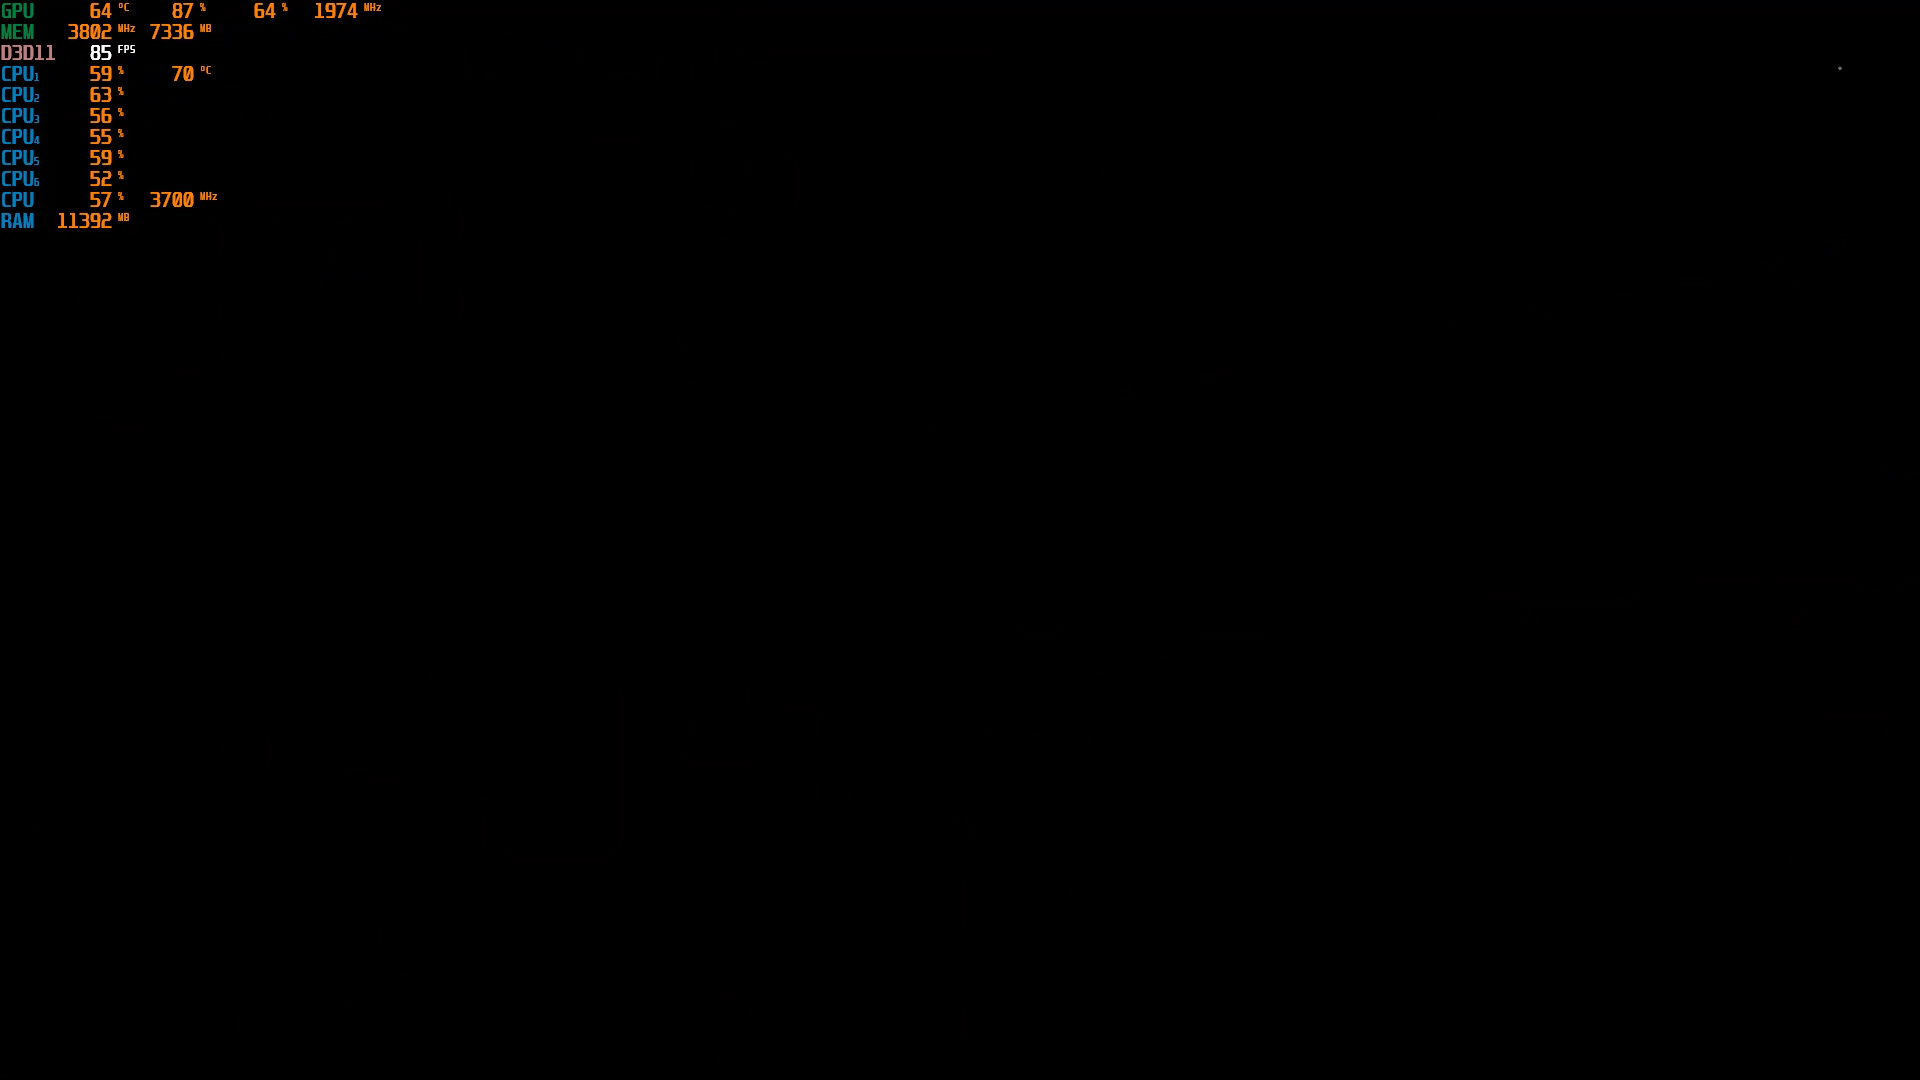 GPU 64 °C 87 % 64 % 1974 MHz
MEM 3802 MHz 7336 MB
D3D11 85 FPS
CPU1 59 % 70 °C
CPU2 63 %
CPU3 56 %
CPU4 55 %
CPU5 59 %
CPU6 52 %
CPU 57 % 3700 MHz
RAM 11392 MB